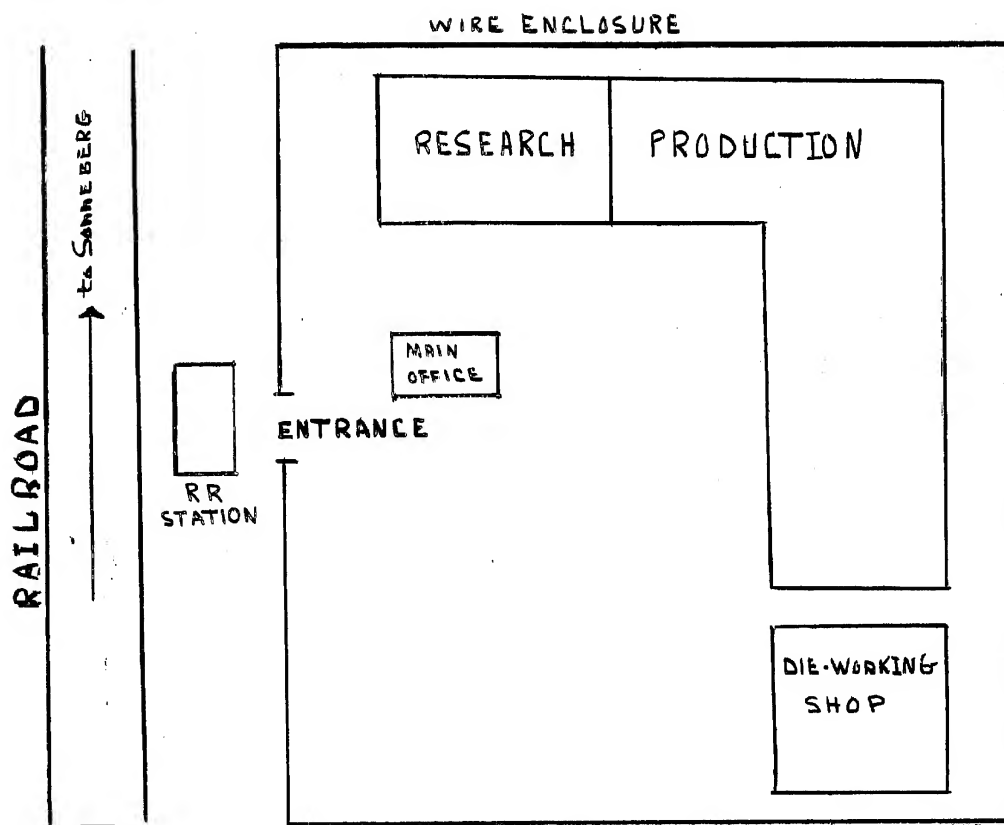 WIRE ENCLOSURE
RESEARCH
PRODUCTION
to Sonneberg
MAIN
OFFICE
ENTRANCE
RAILROAD
RR
STATION
DIE-WORKING
SHOP